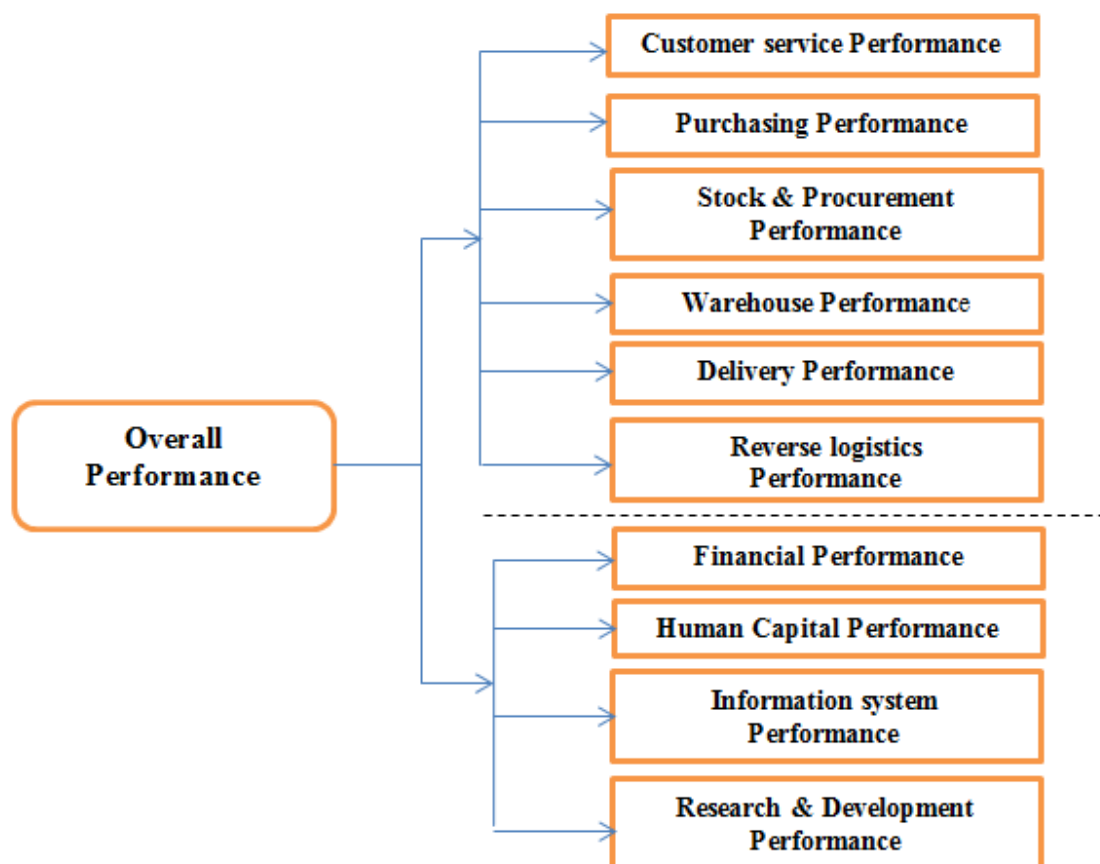 Customer service Performance
Purchasing Performance
Stock & Procurement
Performance
Warehouse Performance
Delivery Performance
Overall
Performance
Reverse logistics
Performance
Financial Performance
Human Capital Performance
Information system
Performance
Research & Development
Performance